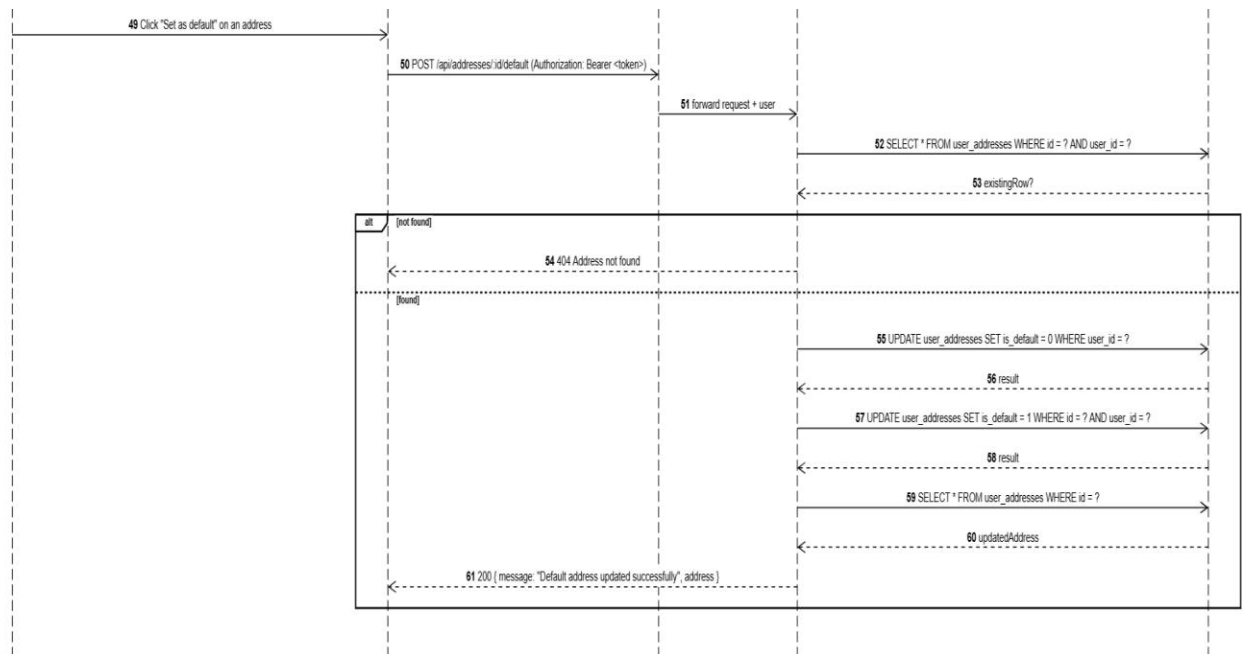 49 Click "Set as default" on an address
50 POST /api/addresses/:id/default (Authorization: Bearer <token>)
51 forward request + user
52 SELECT * FROM user_addresses WHERE id = ? AND user_id = ?
53 existingRow?
alt [not found]
54 404 Address not found
[found]
55 UPDATE user_addresses SET is_default = 0 WHERE user_id = ?
56 result
57 UPDATE user_addresses SET is_default = 1 WHERE id = ? AND user_id = ?
58 result
59 SELECT * FROM user_addresses WHERE id = ?
60 updatedAddress
61 200 { message: "Default address updated successfully", address }